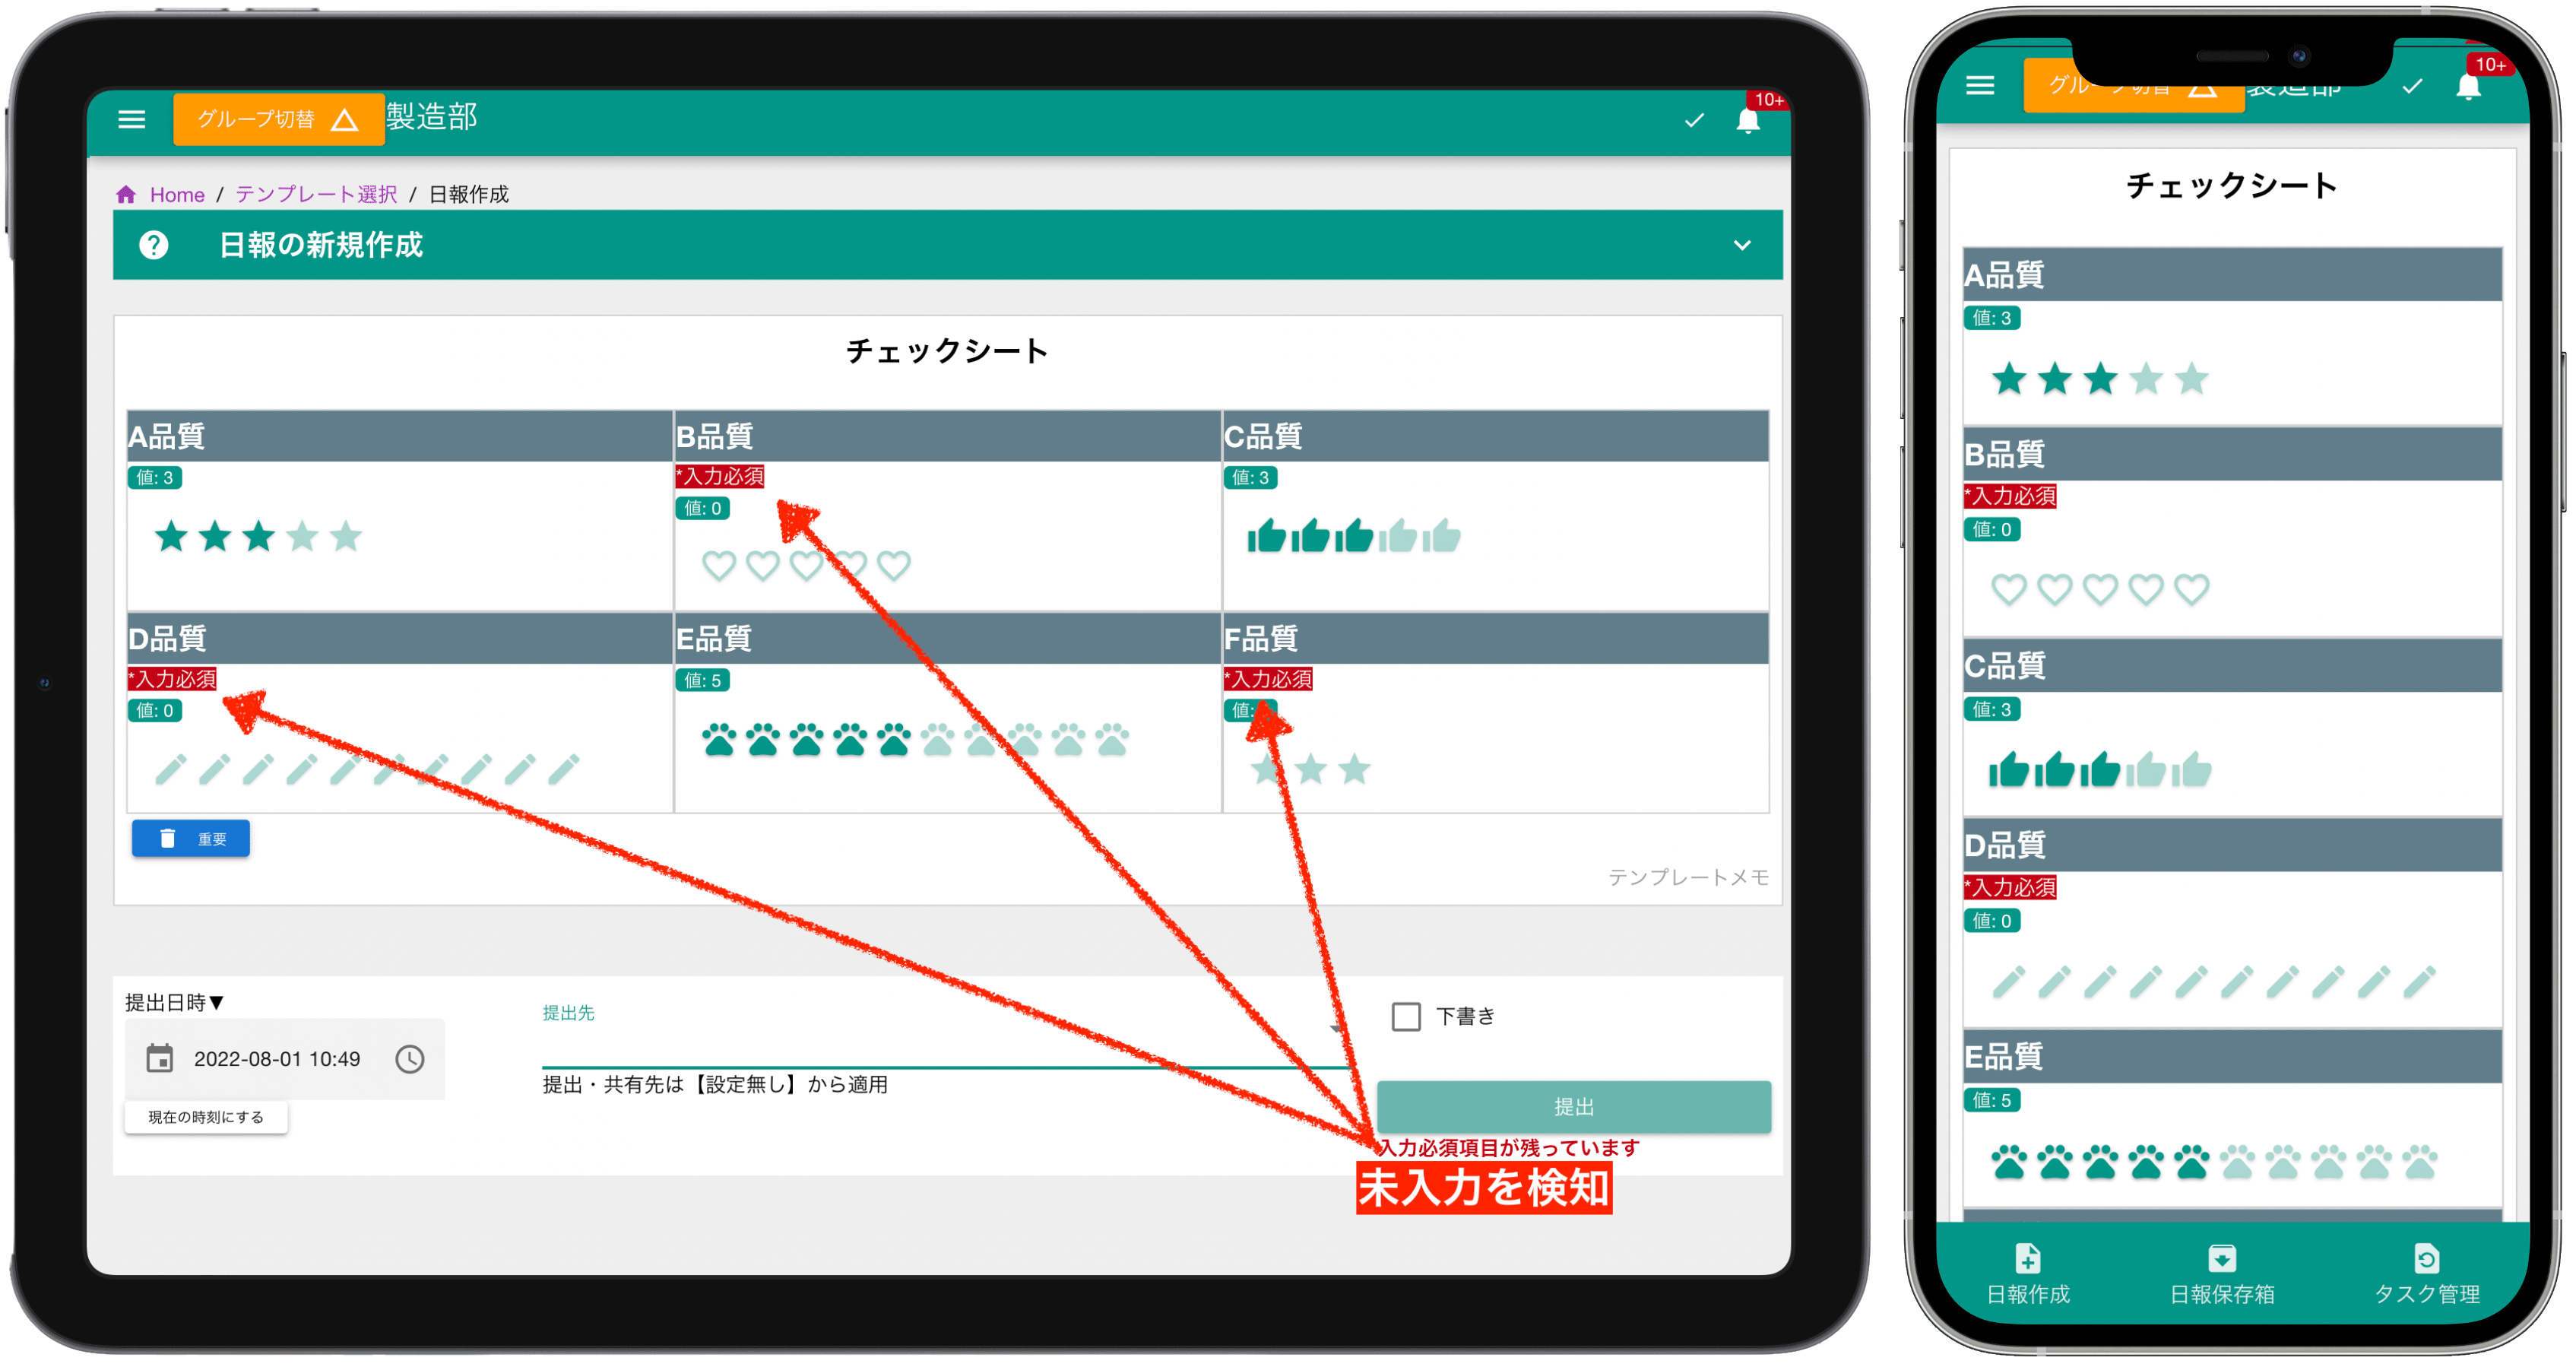 グループ切替
製造部
10+
Home / テンプレート選択 / 日報作成
日報の新規作成
チェックシート
A品質
値: 3
B品質
*入力必須
値: 0
C品質
値: 3
D品質
*入力必須
値: 0
E品質
値: 5
F品質
*入力必須
値:
重要
テンプレートメモ
提出日時▼
2022-08-01 10:49
現在の時刻にする
提出先
提出・共有先は【設定無し】から適用
下書き
提出
入力必須項目が残っています
未入力を検知
10+
チェックシート
A品質
値: 3
B品質
*入力必須
値: 0
C品質
値: 3
D品質
*入力必須
値: 0
E品質
値: 5
日報作成
日報保存箱
タスク管理